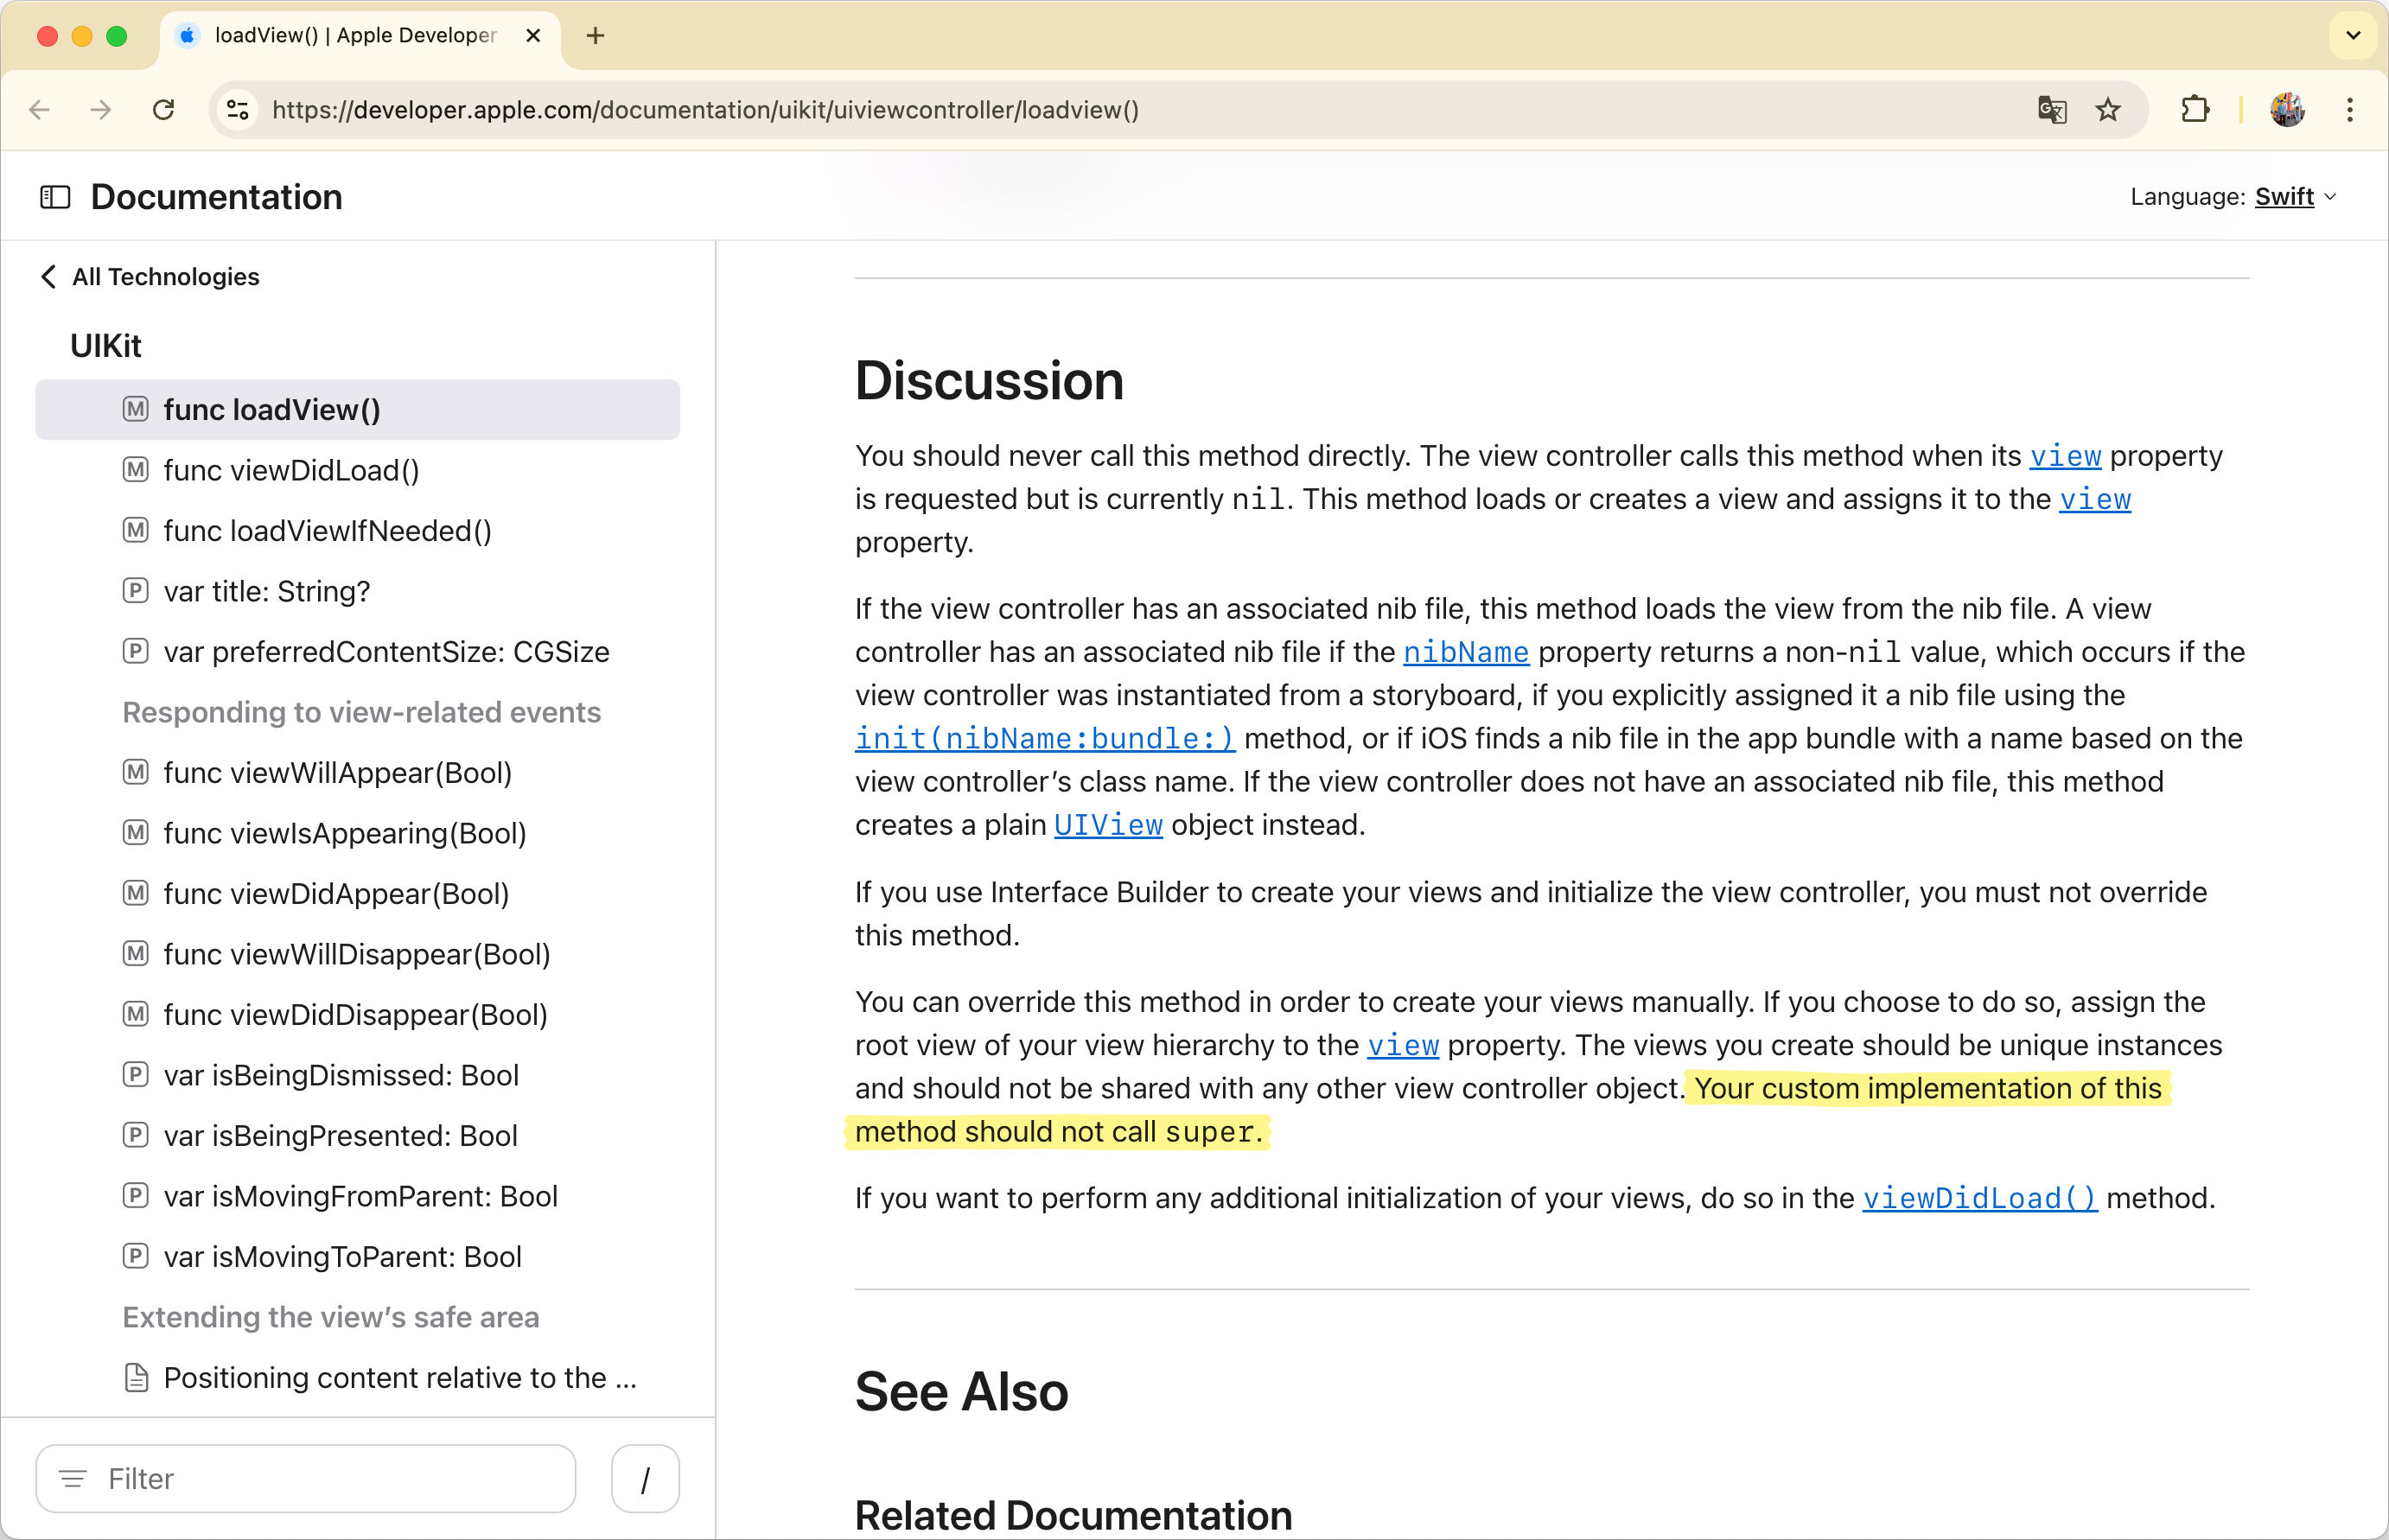 loadView() | Apple Developer
https://developer.apple.com/documentation/uikit/uiviewcontroller/loadview()
Documentation
Language: Swift
All Technologies
UIKit
M func loadView()
M func viewDidLoad()
M func loadViewIfNeeded()
P var title: String?
P var preferredContentSize: CGSize
Responding to view-related events
M func viewWillAppear(Bool)
M func viewIsAppearing(Bool)
M func viewDidAppear(Bool)
M func viewWillDisappear(Bool)
M func viewDidDisappear(Bool)
P var isBeingDismissed: Bool
P var isBeingPresented: Bool
P var isMovingFromParent: Bool
P var isMovingToParent: Bool
Extending the view’s safe area
Positioning content relative to the ...
Filter
/
Discussion
You should never call this method directly. The view controller calls this method when its view property
is requested but is currently nil. This method loads or creates a view and assigns it to the view
property.
If the view controller has an associated nib file, this method loads the view from the nib file. A view
controller has an associated nib file if the nibName property returns a non-nil value, which occurs if the
view controller was instantiated from a storyboard, if you explicitly assigned it a nib file using the
init(nibName:bundle:) method, or if iOS finds a nib file in the app bundle with a name based on the
view controller’s class name. If the view controller does not have an associated nib file, this method
creates a plain UIView object instead.
If you use Interface Builder to create your views and initialize the view controller, you must not override
this method.
You can override this method in order to create your views manually. If you choose to do so, assign the
root view of your view hierarchy to the view property. The views you create should be unique instances
and should not be shared with any other view controller object. Your custom implementation of this
method should not call super.
If you want to perform any additional initialization of your views, do so in the viewDidLoad() method.
See Also
Related Documentation